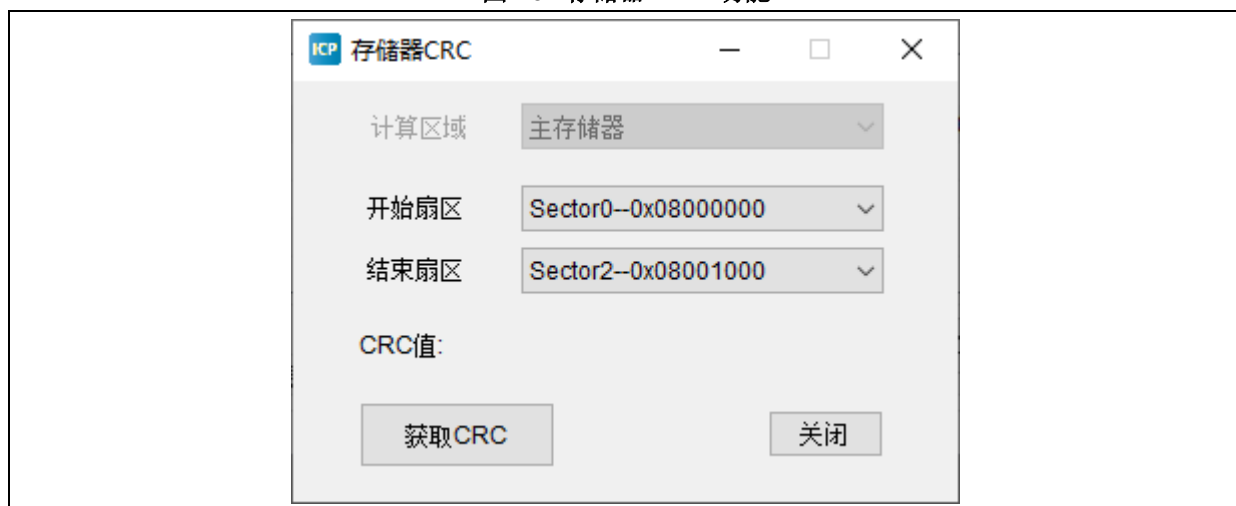 ICP 存储器CRC
计算区域 主存储器
开始扇区 Sector0--0x08000000
结束扇区 Sector2--0x08001000
CRC值:
获取CRC 关闭